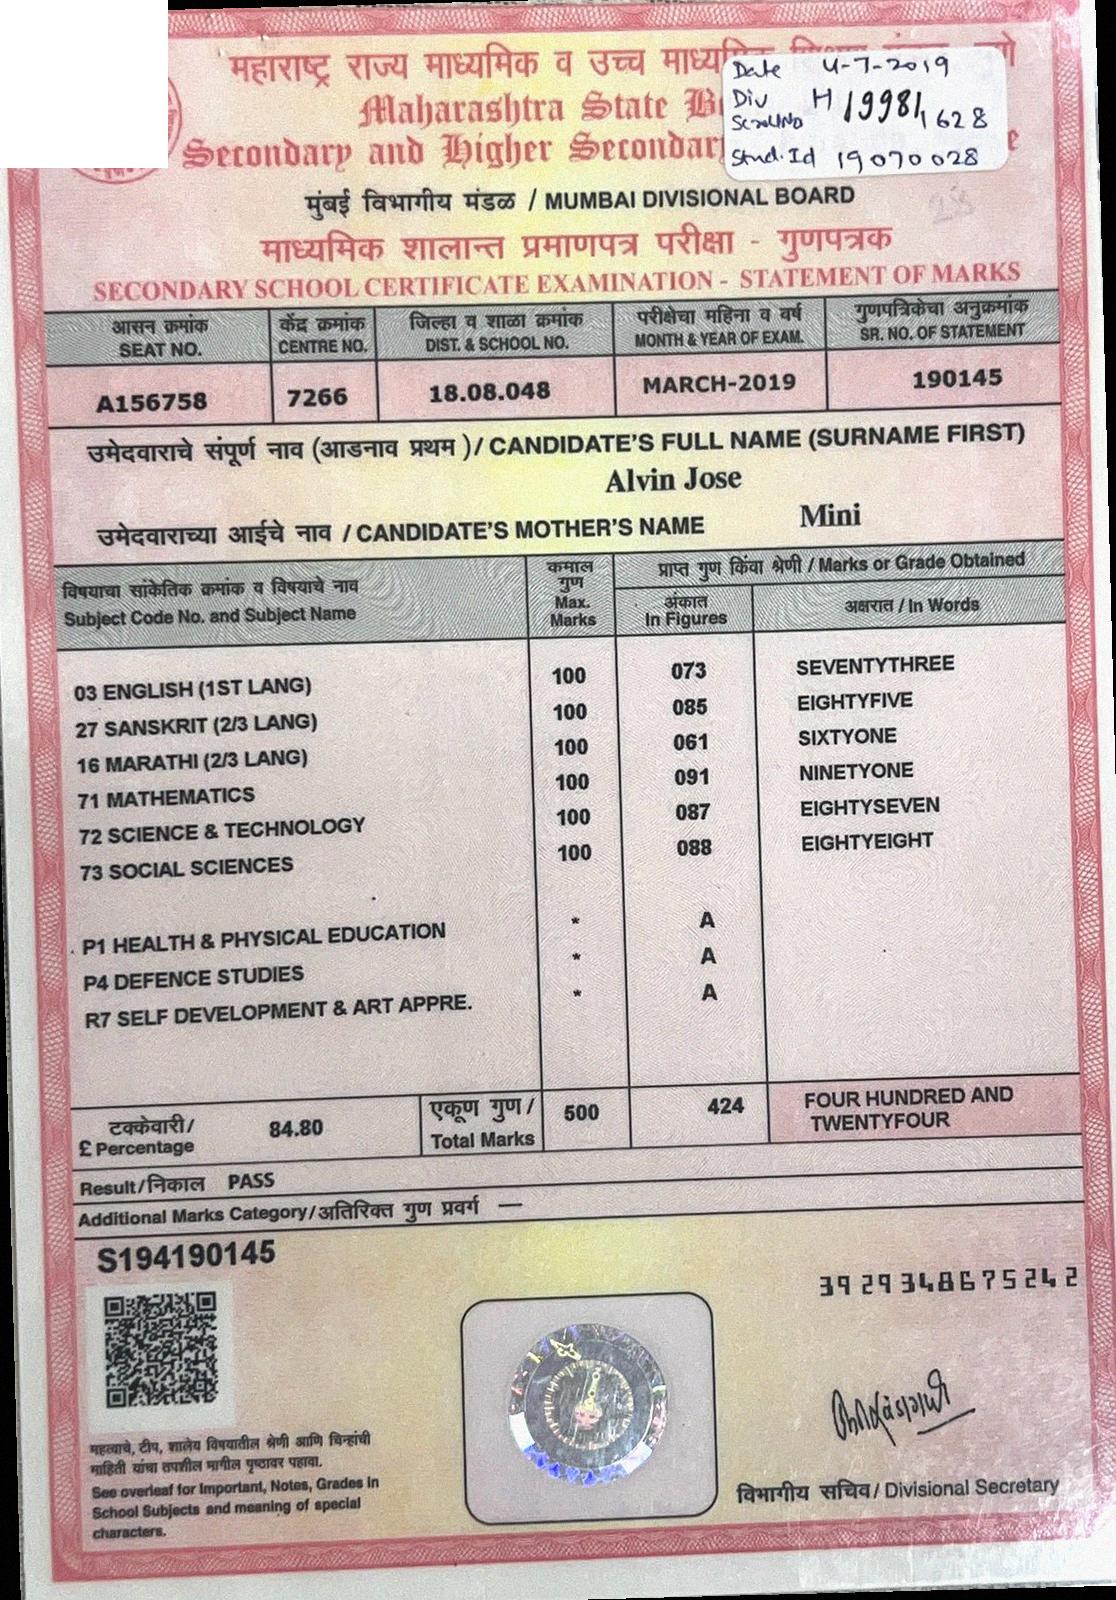 महाराष्ट्र राज्य माध्यमिक व उच्च
Maharashtra State
Secondary and Higher
Date 4-7-2019
Div H
19981, 628
Stud.Id 19070028
मुंबई विभागीय मंडळ / MUMBAI DIVISIONAL BOARD
माध्यमिक शालान्त प्रमाणपत्र परीक्षा - गुणपत्रक
SECONDARY SCHOOL CERTIFICATE EXAMINATION - STATEMENT OF MARKS
आसन क्रमांक केंद्र क्रमांक जिल्हा व शाळा क्रमांक परीक्षेचा महिना व वर्ष गुणपत्रिकेचा अनुक्रमांक
SEAT NO. CENTRE NO. DIST. & SCHOOL NO. MONTH & YEAR OF EXAM. SR. NO. OF STATEMENT
A156758 7266 18.08.048 MARCH-2019 190145
उमेदवाराचे संपूर्ण नाव (आडनाव प्रथम )/ CANDIDATE'S FULL NAME (SURNAME FIRST)
Alvin Jose
उमेदवाराच्या आईचे नाव / CANDIDATE'S MOTHER'S NAME Mini
विषयाचा सांकेतिक क्रमांक व विषयाचे नाव
Subject Code No. and Subject Name
कमाल
गुण
Max.
Marks
प्राप्त गुण किंवा श्रेणी / Marks or Grade Obtained
अंकात
In Figures
अक्षरात / In Words
03 ENGLISH (1ST LANG) 100 073 SEVENTYTHREE
27 SANSKRIT (2/3 LANG) 100 085 EIGHTYFIVE
16 MARATHI (2/3 LANG) 100 061 SIXTYONE
71 MATHEMATICS 100 091 NINETYONE
72 SCIENCE & TECHNOLOGY 100 087 EIGHTYSEVEN
73 SOCIAL SCIENCES 100 088 EIGHTYEIGHT
P1 HEALTH & PHYSICAL EDUCATION * A
P4 DEFENCE STUDIES * A
R7 SELF DEVELOPMENT & ART APPRE. * A
टक्केवारी/
£ Percentage
84.80
एकूण गुण /
Total Marks
500 424
FOUR HUNDRED AND
TWENTYFOUR
Result/निकाल PASS
Additional Marks Category/अतिरिक्त गुण प्रवर्ग —
S194190145
3929348675242
महत्वाचे, टीप, शालेय विषयातील श्रेणी आणि चिन्हांची
माहिती यांचा तपशील मागील पृष्ठावर पहावा.
See overleaf for Important, Notes, Grades in
School Subjects and meaning of special
characters.
विभागीय सचिव/ Divisional Secretary